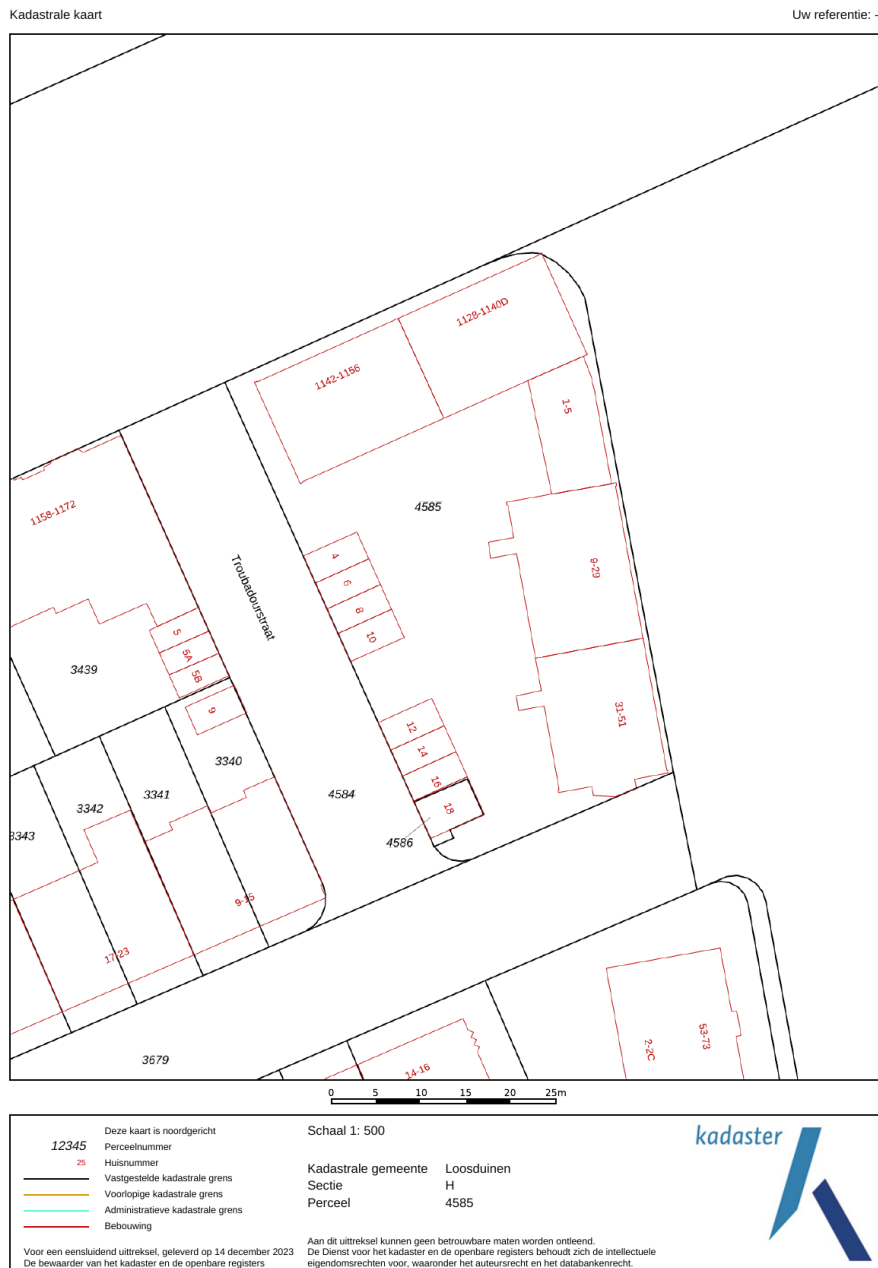 Kadastrale kaart
Uw referentie: -
1128-1140D
1142-1156
1-5
1158-1172
4585
Troubadourstraat
4
6
8
10
9-29
5
5A
5B
3439
9
12
14
16
18
31-51
3340
3341
3342
3343
4584
4586
9-15
17-23
3679
14-16
2-2C
53-73
0 5 10 15 20 25m
Deze kaart is noordgericht
12345 Perceelnummer
25 Huisnummer
Vastgestelde kadastrale grens
Voorlopige kadastrale grens
Administratieve kadastrale grens
Bebouwing
Voor een eensluidend uittreksel, geleverd op 14 december 2023
De bewaarder van het kadaster en de openbare registers
Schaal 1: 500
Kadastrale gemeente Loosduinen
Sectie H
Perceel 4585
Aan dit uittreksel kunnen geen betrouwbare maten worden ontleend.
De Dienst voor het kadaster en de openbare registers behoudt zich de intellectuele
eigendomsrechten voor, waaronder het auteursrecht en het databankenrecht.
kadaster